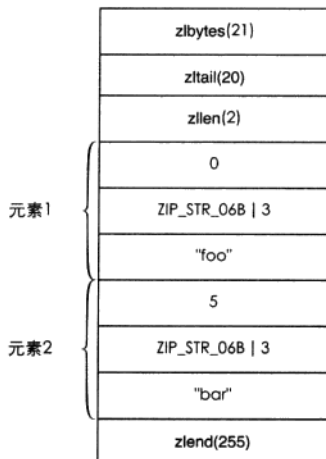 zlbytes(21)
zltail(20)
zllen(2)
元素1
0
ZIP_STR_06B | 3
"foo"
元素2
5
ZIP_STR_06B | 3
"bar"
zlend(255)